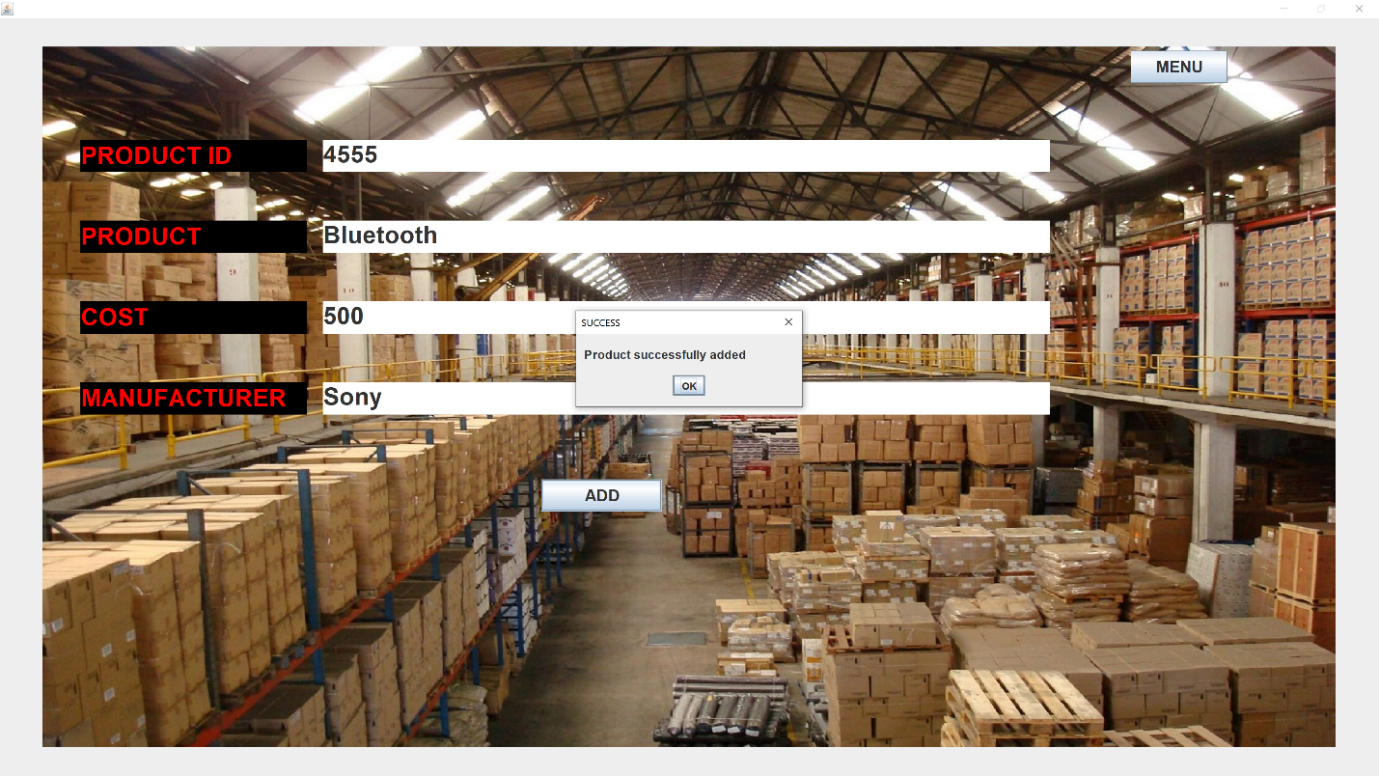 MENU
PRODUCT ID 4555
PRODUCT Bluetooth
COST 500
SUCCESS
Product successfully added
OK
MANUFACTURER Sony
ADD